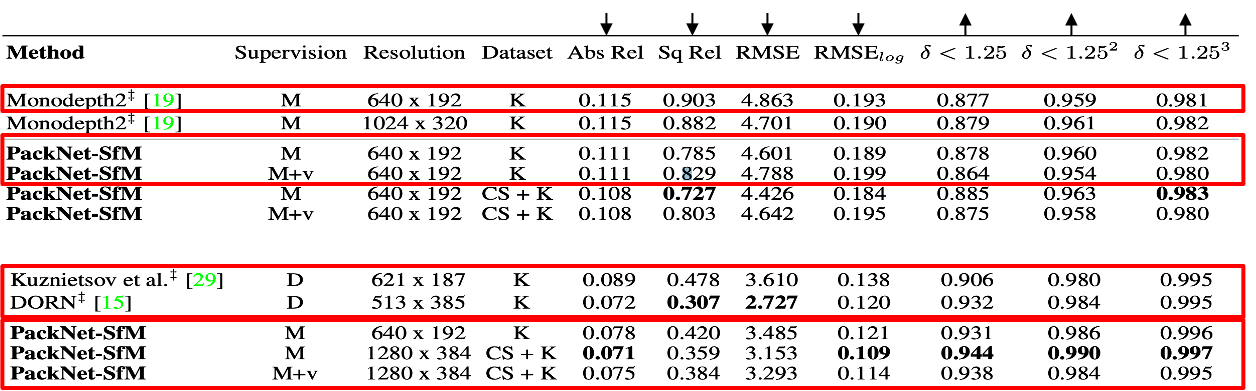 Method Supervision Resolution Dataset Abs Rel Sq Rel RMSE RMSE_log δ < 1.25 δ < 1.25² δ < 1.25³
Monodepth2‡ [19] M 640 x 192 K 0.115 0.903 4.863 0.193 0.877 0.959 0.981
Monodepth2‡ [19] M 1024 x 320 K 0.115 0.882 4.701 0.190 0.879 0.961 0.982
PackNet-SfM M 640 x 192 K 0.111 0.785 4.601 0.189 0.878 0.960 0.982
PackNet-SfM M+v 640 x 192 K 0.111 0.829 4.788 0.199 0.864 0.954 0.980
PackNet-SfM M 640 x 192 CS + K 0.108 0.727 4.426 0.184 0.885 0.963 0.983
PackNet-SfM M+v 640 x 192 CS + K 0.108 0.803 4.642 0.195 0.875 0.958 0.980
Kuznietsov et al.‡ [29] D 621 x 187 K 0.089 0.478 3.610 0.138 0.906 0.980 0.995
DORN‡ [15] D 513 x 385 K 0.072 0.307 2.727 0.120 0.932 0.984 0.995
PackNet-SfM M 640 x 192 K 0.078 0.420 3.485 0.121 0.931 0.986 0.996
PackNet-SfM M 1280 x 384 CS + K 0.071 0.359 3.153 0.109 0.944 0.990 0.997
PackNet-SfM M+v 1280 x 384 CS + K 0.075 0.384 3.293 0.114 0.938 0.984 0.995